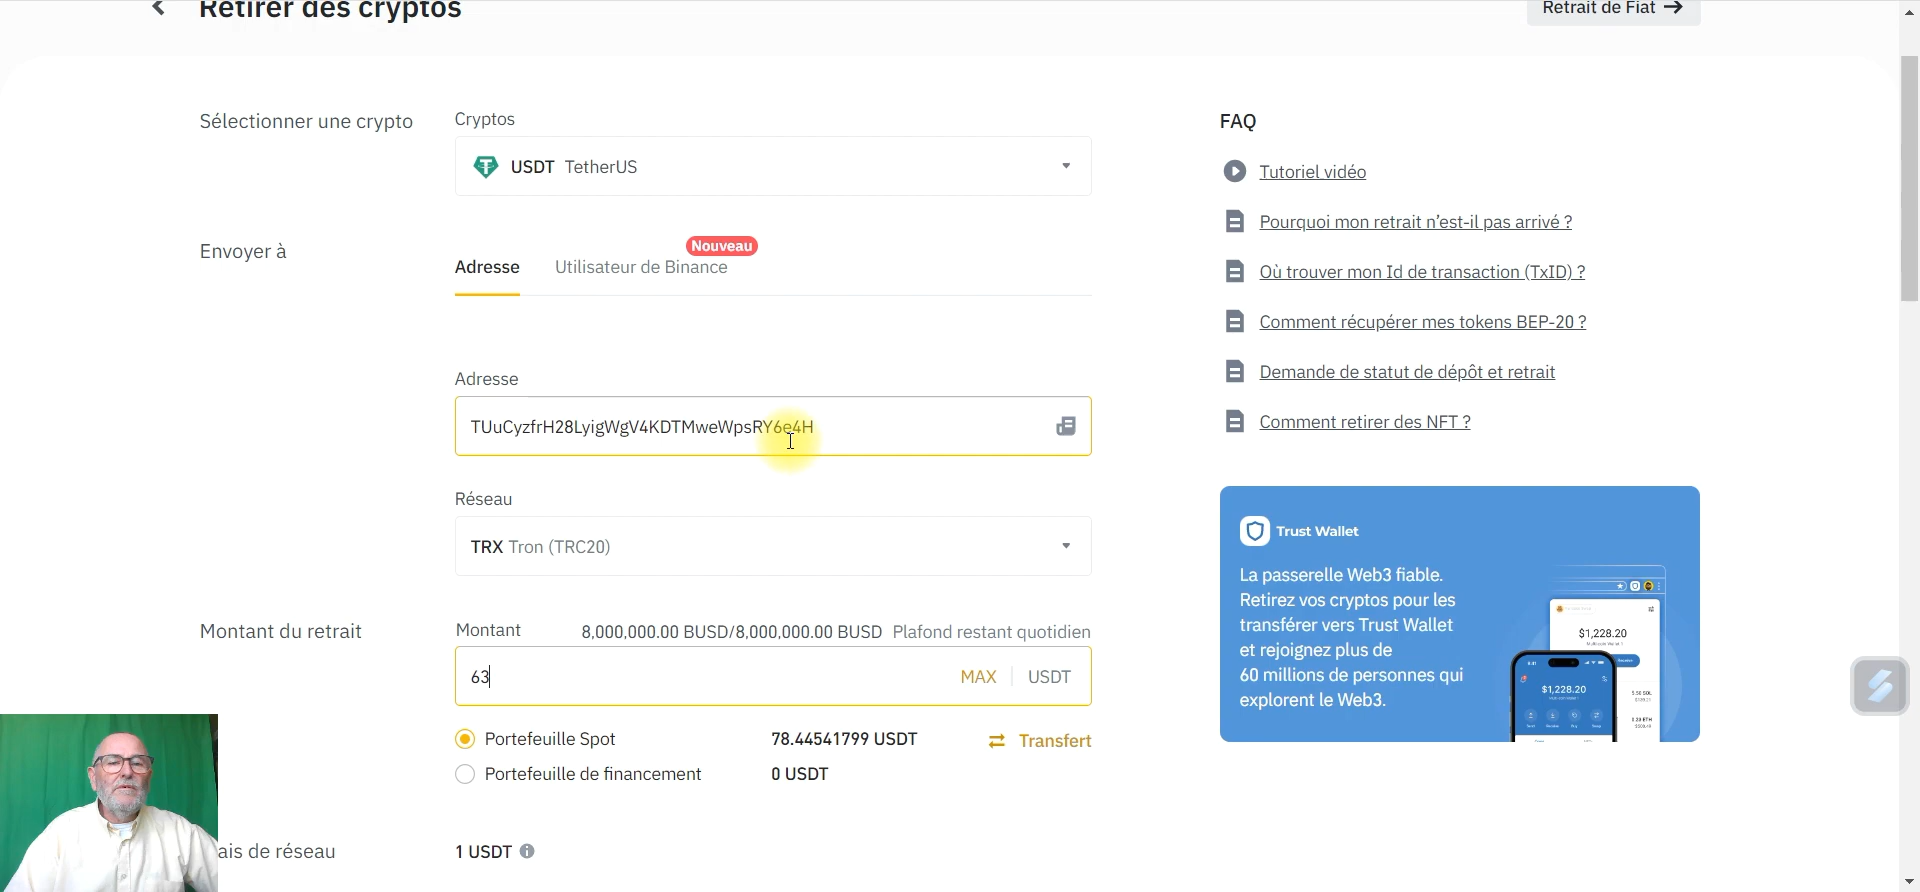 Retirer des cryptos
Retrait de Fiat →
Sélectionner une crypto
Cryptos
USDT TetherUS
Envoyer à
Nouveau
Adresse
Utilisateur de Binance
Adresse
TUuCyzfrH28LyigWgV4KDTMweWpsRY6e4H
Réseau
TRX Tron (TRC20)
Montant du retrait
Montant
8,000,000.00 BUSD/8,000,000.00 BUSD Plafond restant quotidien
63
MAX
USDT
Portefeuille Spot
78.44541799 USDT
Transfert
Portefeuille de financement
0 USDT
ais de réseau
1 USDT
FAQ
Tutoriel vidéo
Pourquoi mon retrait n’est-il pas arrivé ?
Où trouver mon Id de transaction (TxID) ?
Comment récupérer mes tokens BEP-20 ?
Demande de statut de dépôt et retrait
Comment retirer des NFT ?
Trust Wallet
La passerelle Web3 fiable.
Retirez vos cryptos pour les
transférer vers Trust Wallet
et rejoignez plus de
60 millions de personnes qui
explorent le Web3.
$1,228.20
$1,228.20